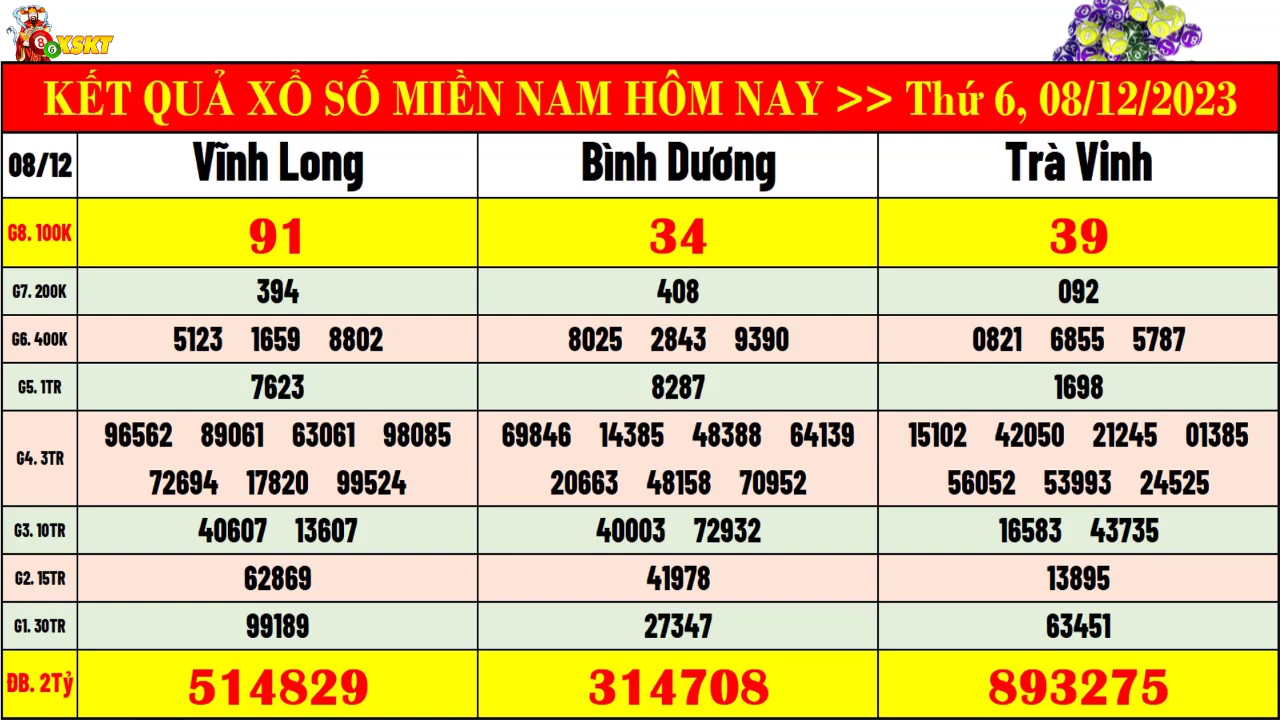 XSKT
KẾT QUẢ XỔ SỐ MIỀN NAM HÔM NAY >> Thứ 6, 08/12/2023
08/12 Vĩnh Long Bình Dương Trà Vinh
G8. 100K 91 34 39
G7. 200K 394 408 092
G6. 400K 5123 1659 8802 8025 2843 9390 0821 6855 5787
G5. 1TR 7623 8287 1698
96562 89061 63061 98085 69846 14385 48388 64139 15102 42050 21245 01385
G4. 3TR
72694 17820 99524 20663 48158 70952 56052 53993 24525
G3. 10TR 40607 13607 40003 72932 16583 43735
G2. 15TR 62869 41978 13895
G1. 30TR 99189 27347 63451
ĐB. 2Tỷ 514829 314708 893275